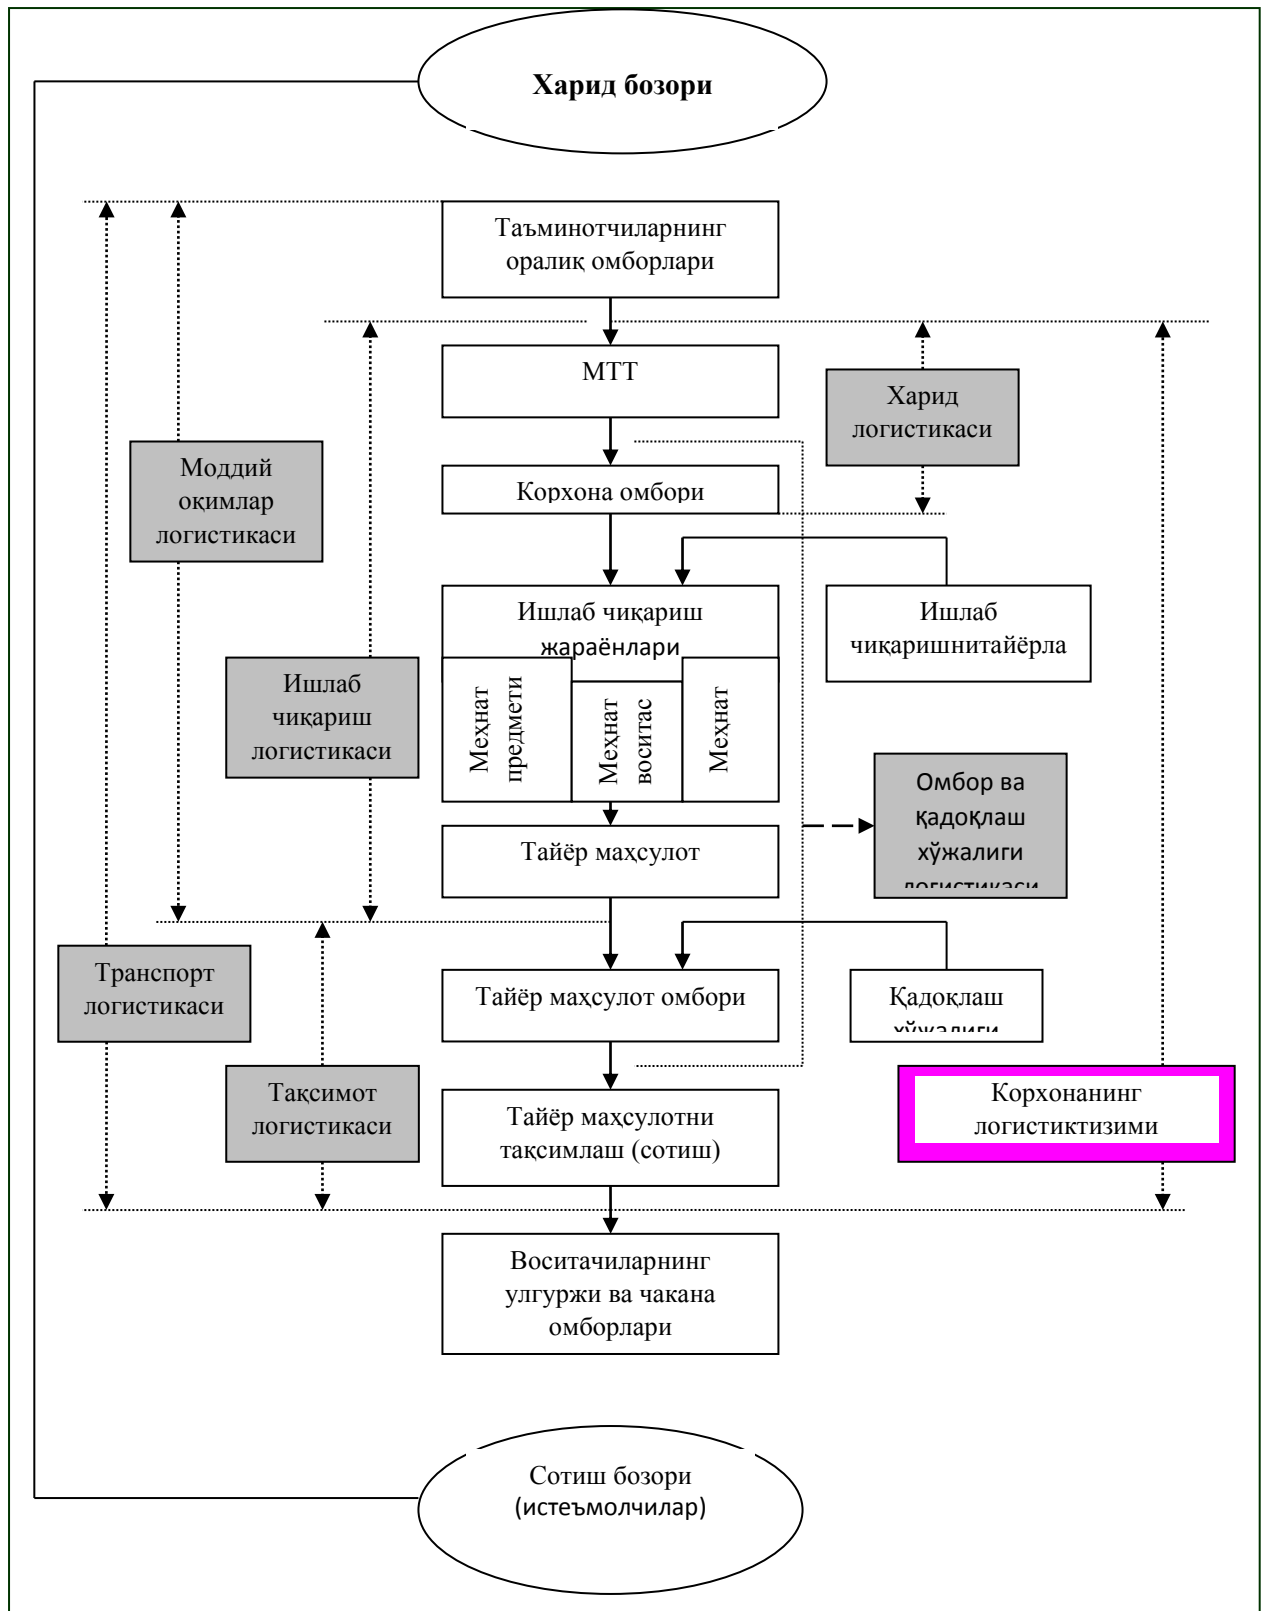 Харид бозори
Таъминотчиларнинг
оралиқ омборлари
МТТ
Харид
логистикаси
Моддий
оқимлар
логистикаси
Корхона омбори
Ишлаб чиқариш
жараёнлари
Ишлаб
чиқаришнитайёрла
Ишлаб
чиқариш
логистикаси
Меҳнат
предмети
Меҳнат
воситас
Меҳнат
Омбор ва
қадоқлаш
хўжалиги
логистикаси
Тайёр маҳсулот
Транспорт
логистикаси
Тайёр маҳсулот омбори
Қадоқлаш
хўжалиги
Тақсимот
логистикаси
Тайёр маҳсулотни
тақсимлаш (сотиш)
Корхонанинг
логистиктизими
Воситачиларнинг
улгуржи ва чакана
омборлари
Сотиш бозори
(истеъмолчилар)